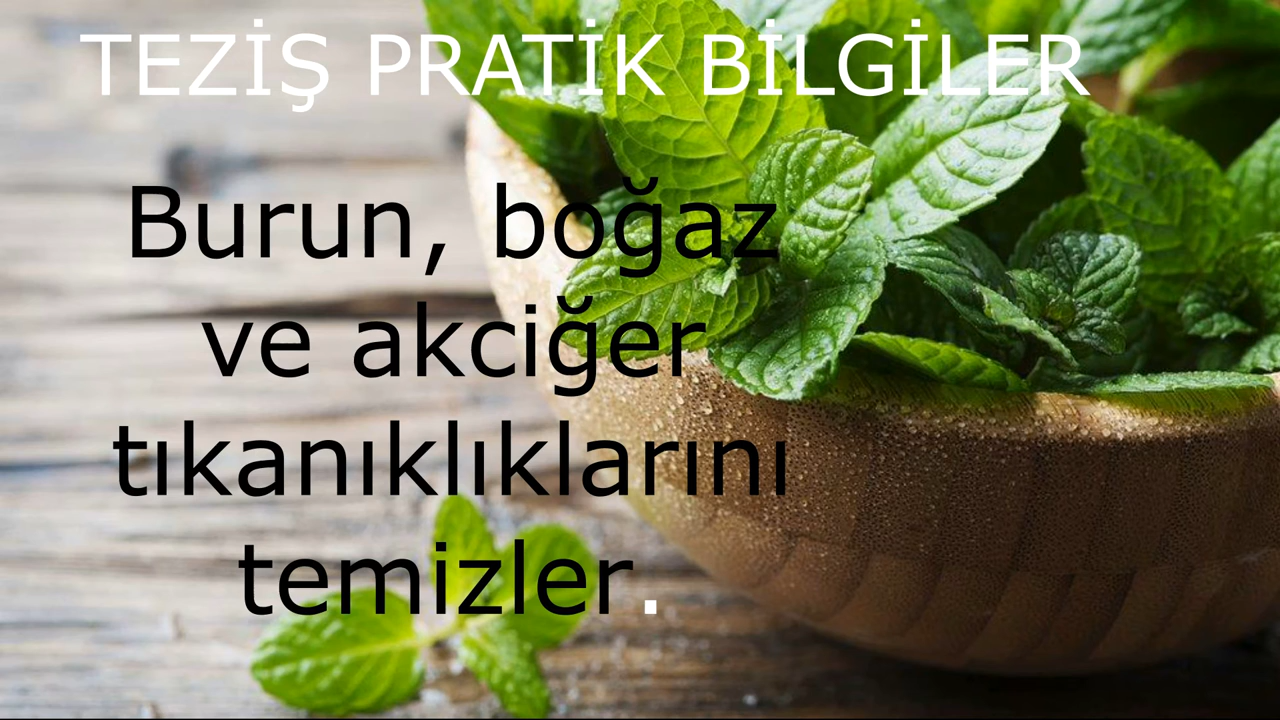 TEZİŞ PRATİK BİLGİLER
Burun, boğaz
ve akciğer
tıkanıklıklarını
temizler.